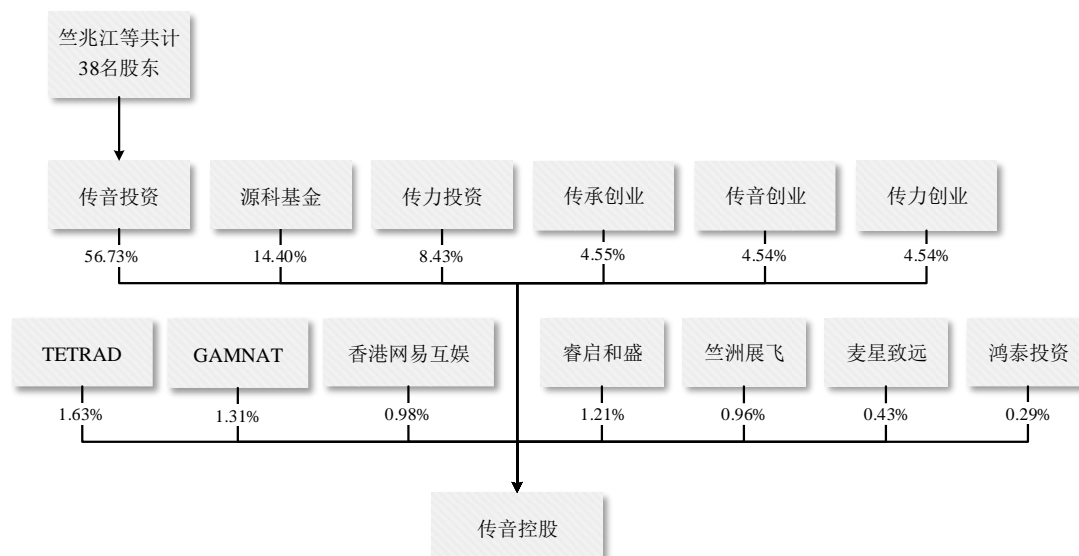 竺兆江等共计
38名股东
传音投资
源科基金
传力投资
传承创业
传音创业
传力创业
56.73%
14.40%
8.43%
4.55%
4.54%
4.54%
TETRAD
GAMNAT
香港网易互娱
睿启和盛
竺洲展飞
麦星致远
鸿泰投资
1.63%
1.31%
0.98%
1.21%
0.96%
0.43%
0.29%
传音控股